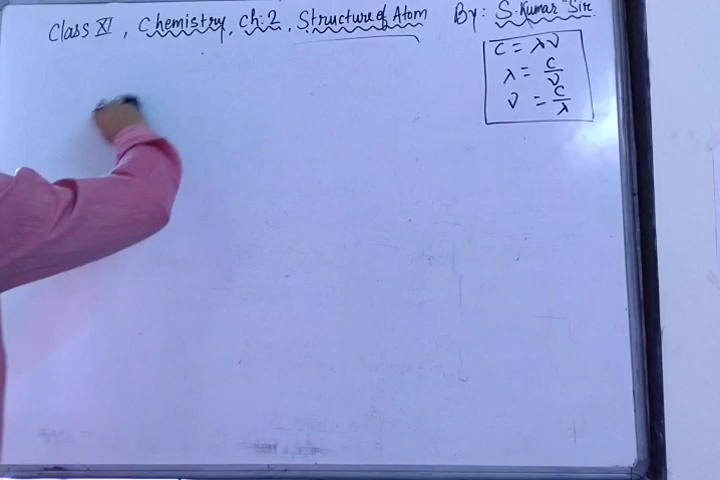 Class XI, Chemistry, Ch:2, Structure of Atom By: S. Kumar "Sir"
C = λν
λ = C/ν
ν = C/λ